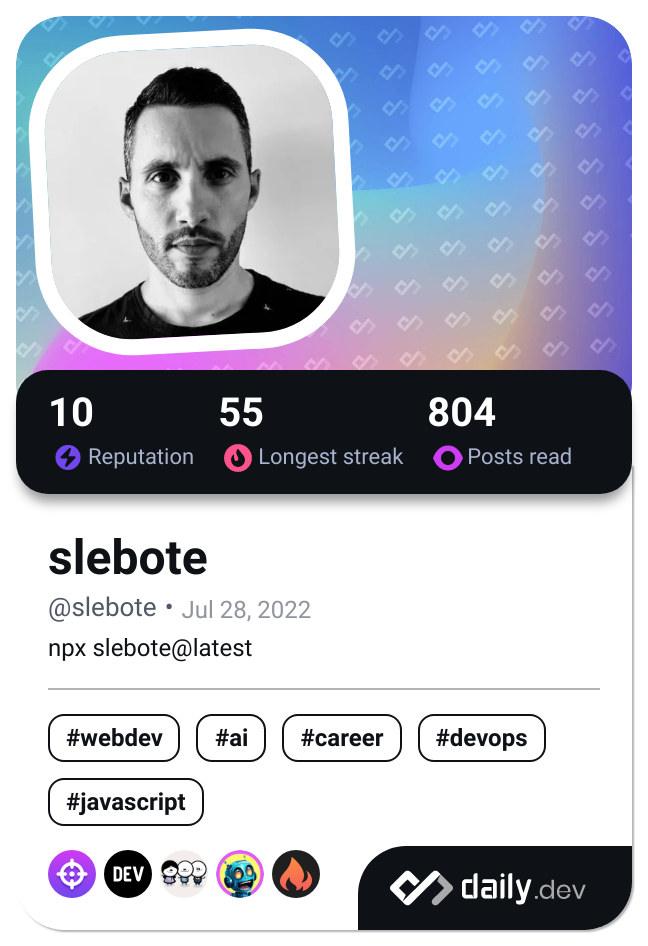 10 55 804
Reputation Longest streak Posts read
slebote
@slebote • Jul 28, 2022
npx slebote@latest
#webdev #ai #career #devops
#javascript
DEV
daily.dev